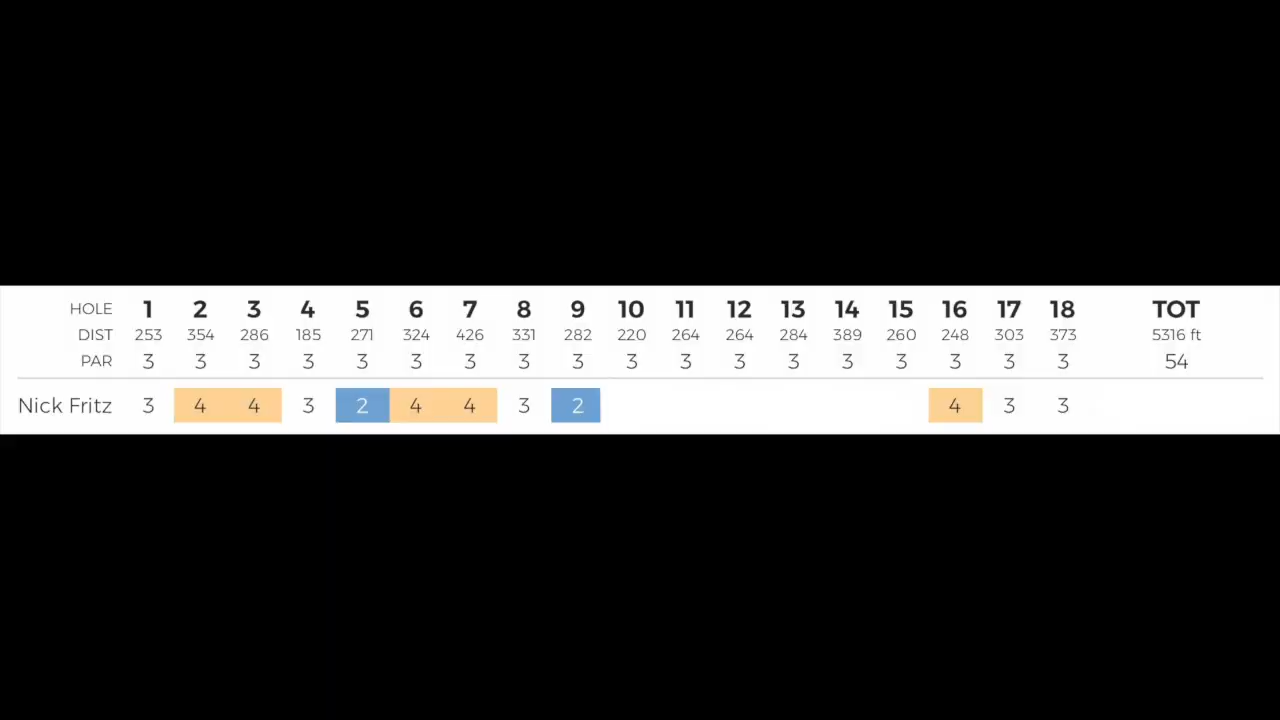 HOLE 1 2 3 4 5 6 7 8 9 10 11 12 13 14 15 16 17 18 TOT
DIST 253 354 286 185 271 324 426 331 282 220 264 264 284 389 260 248 303 373 5316 ft
PAR 3 3 3 3 3 3 3 3 3 3 3 3 3 3 3 3 3 3 54
Nick Fritz 3 4 4 3 2 4 4 3 2 4 3 3